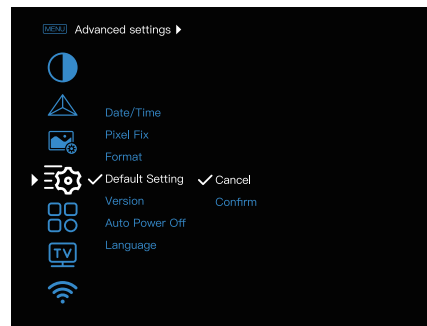 MENU Advanced settings
Date/Time
Pixel Fix
Format
Default Setting Cancel
Version Confirm
Auto Power Off
Language
TV